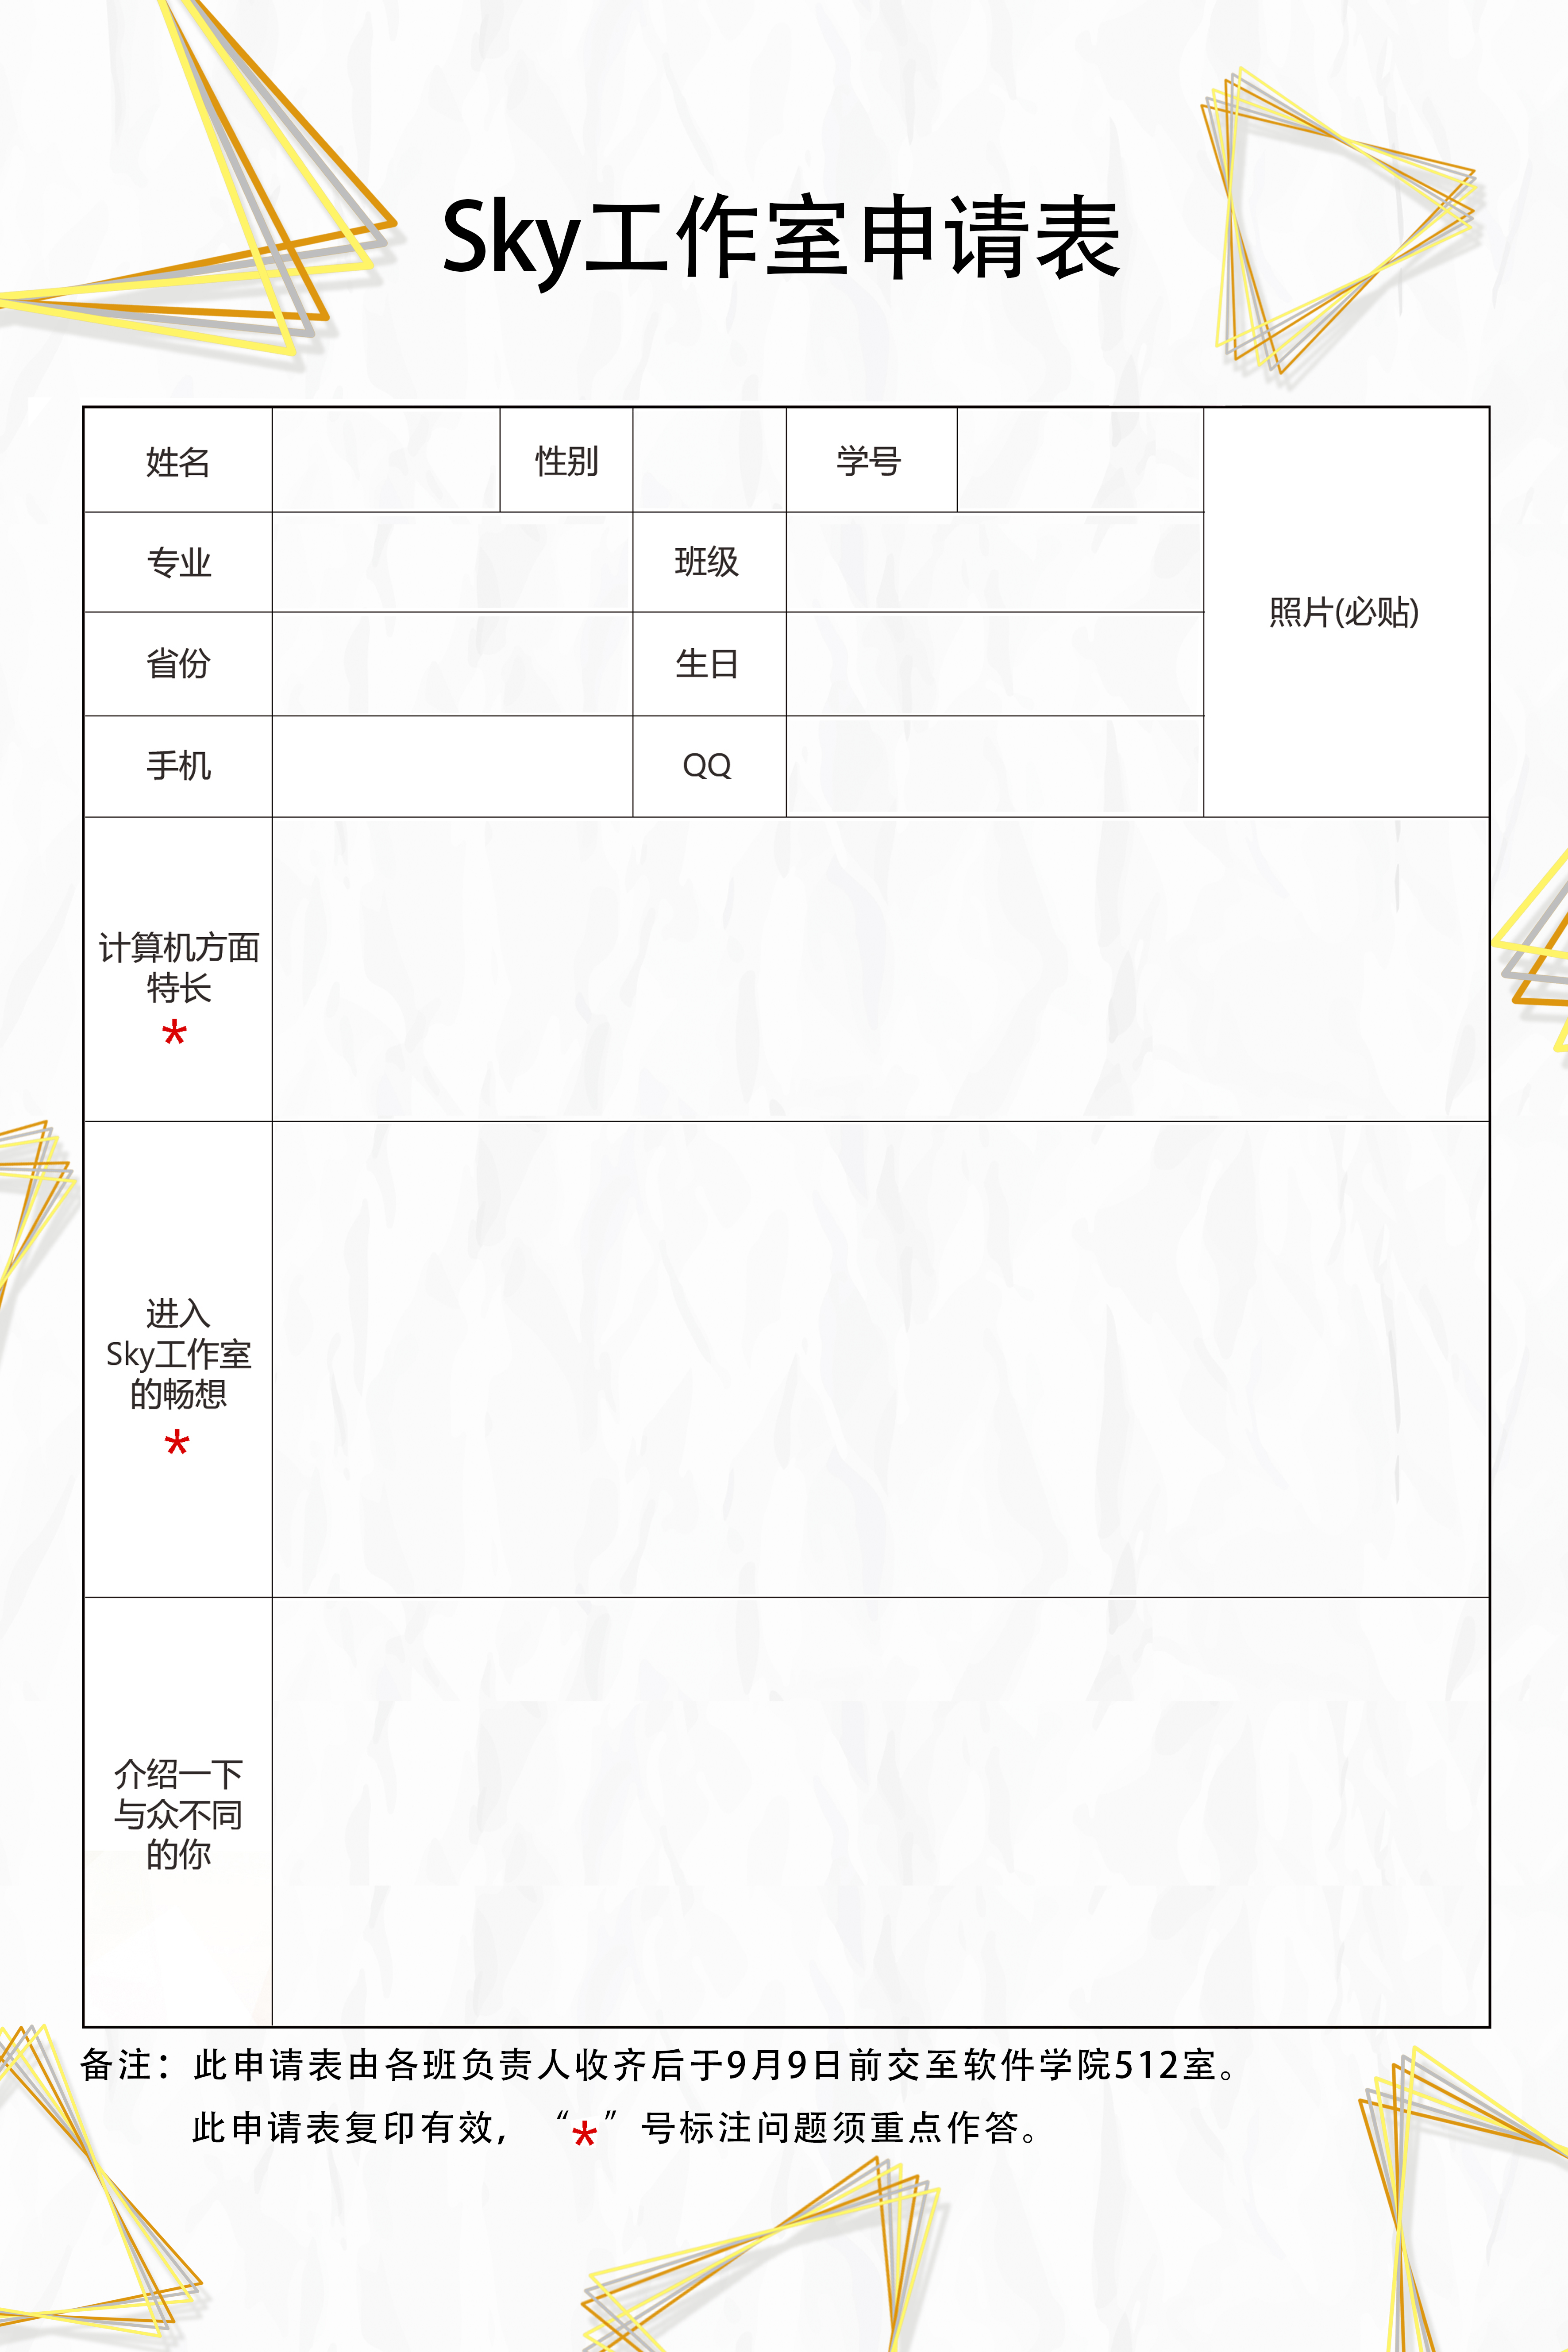 Sky工作室申请表
姓名
性别
学号
照片(必贴)
专业
班级
省份
生日
手机
QQ
计算机方面
特长
*
进入
Sky工作室
的畅想
*
介绍一下
与众不同
的你
备注：此申请表由各班负责人收齐后于9月9日前交至软件学院512室。
此申请表复印有效，“*”号标注问题须重点作答。